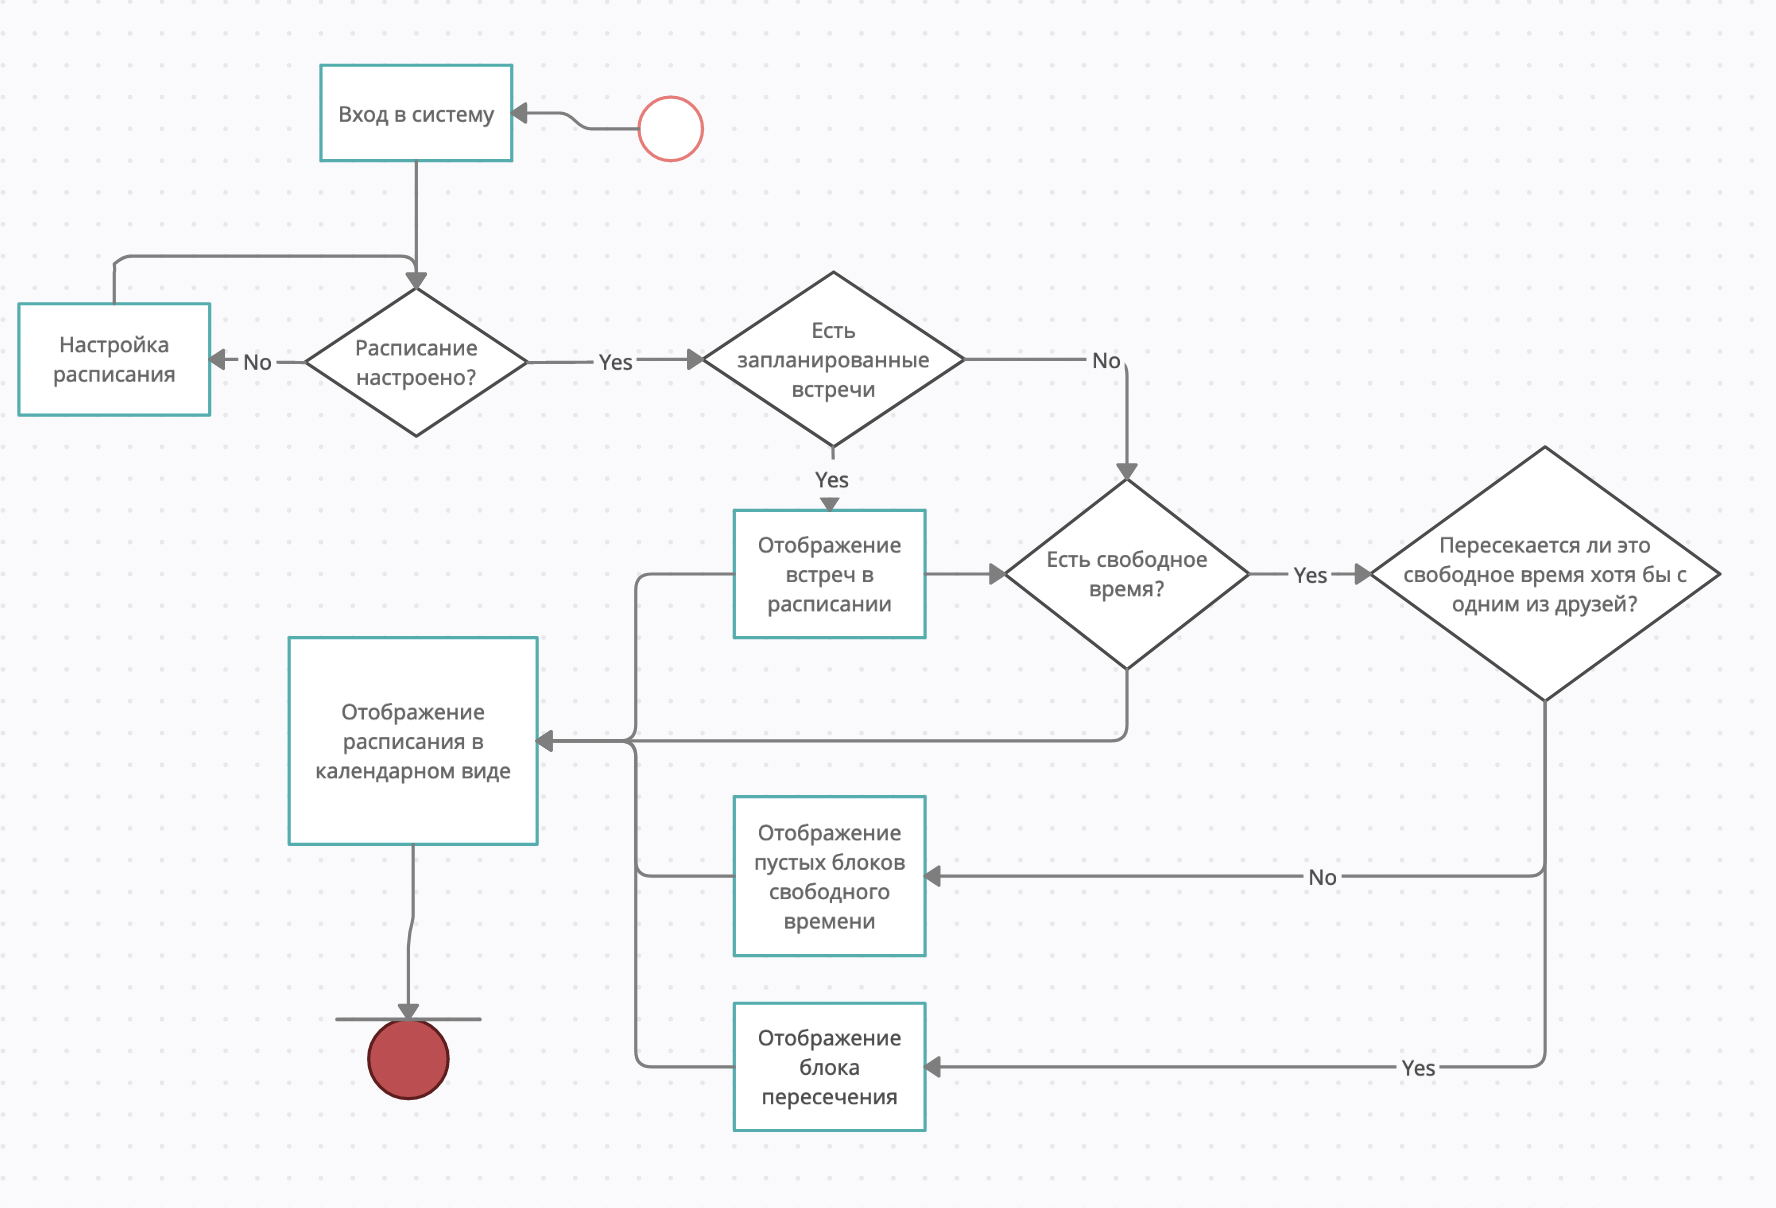 Вход в систему
Настройка
расписания
No
Расписание
настроено?
Yes
Есть
запланированные
встречи
No
Yes
Отображение
встреч в
расписании
Есть свободное
время?
Yes
Пересекается ли это
свободное время хотя бы с
одним из друзей?
Отображение
расписания в
календарном виде
Отображение
пустых блоков
свободного
времени
No
Отображение
блока
пересечения
Yes